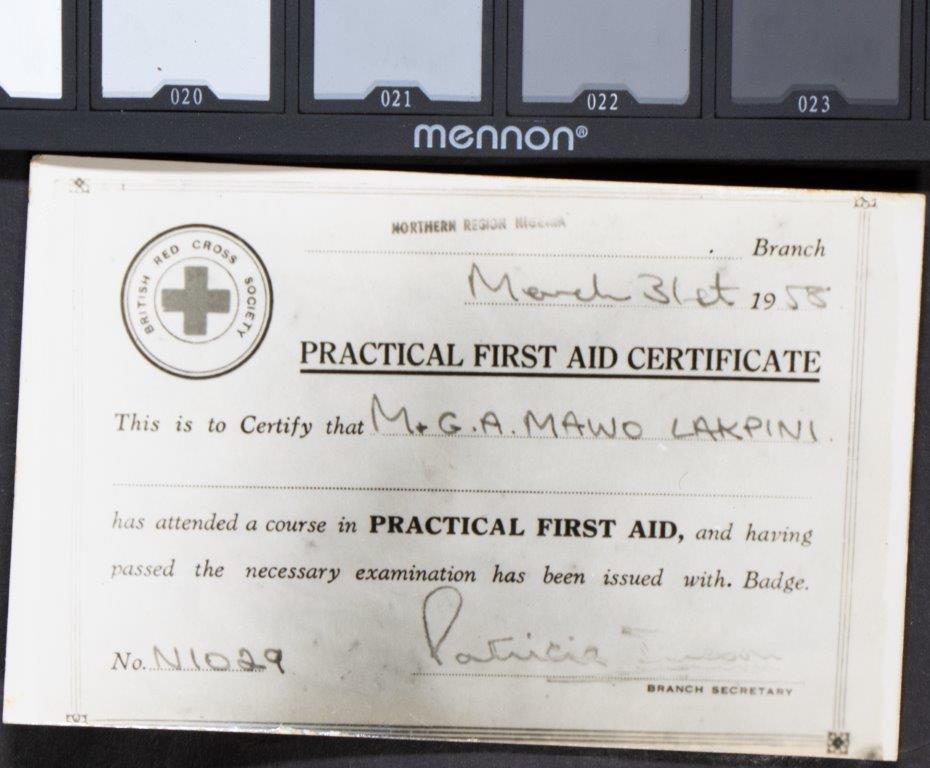 020 021 022 023
mennon®
NORTHERN REGION NIGERIA
Branch
March 31st 1958
BRITISH RED CROSS SOCIETY
PRACTICAL FIRST AID CERTIFICATE
This is to Certify that Mr G.A. MAWO LAKPINI.
has attended a course in PRACTICAL FIRST AID, and having
passed the necessary examination has been issued with. Badge.
No. N1029 Patricia
BRANCH SECRETARY